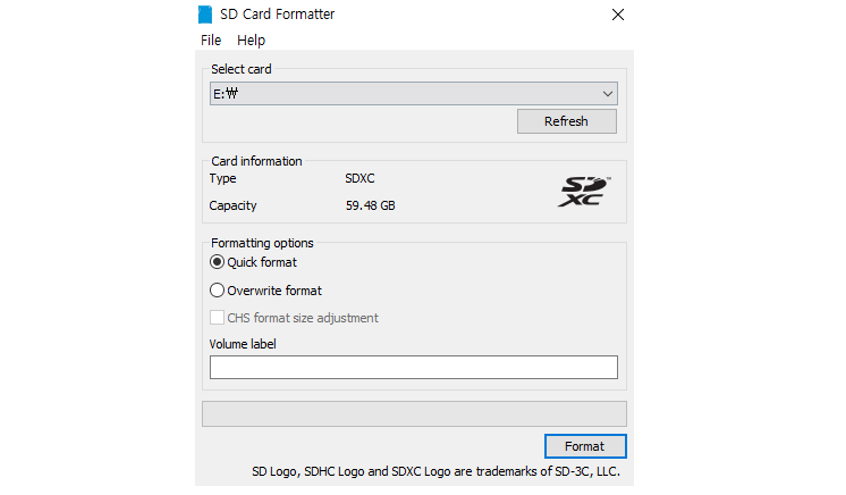 SD Card Formatter
File Help
Select card
E:₩
Refresh
Card information
Type SDXC
SD XC ™
Capacity 59.48 GB
Formatting options
Quick format
Overwrite format
CHS format size adjustment
Volume label
Format
SD Logo, SDHC Logo and SDXC Logo are trademarks of SD-3C, LLC.